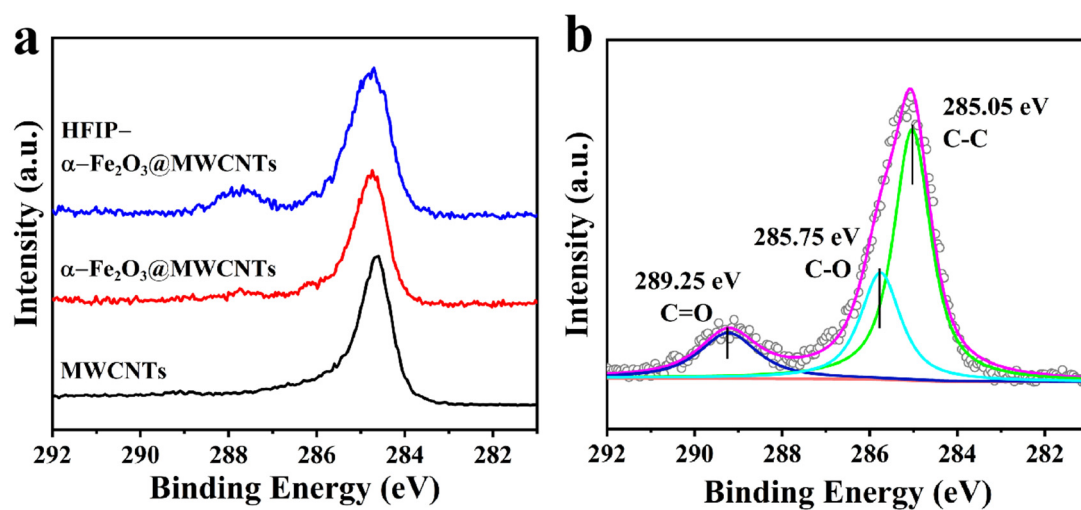 a
Intensity (a.u.)
HFIP–
α–Fe₂O₃@MWCNTs
α–Fe₂O₃@MWCNTs
MWCNTs
292 290 288 286 284 282
Binding Energy (eV)
b
Intensity (a.u.)
285.05 eV
C-C
285.75 eV
C-O
289.25 eV
C=O
292 290 288 286 284 282
Binding Energy (eV)